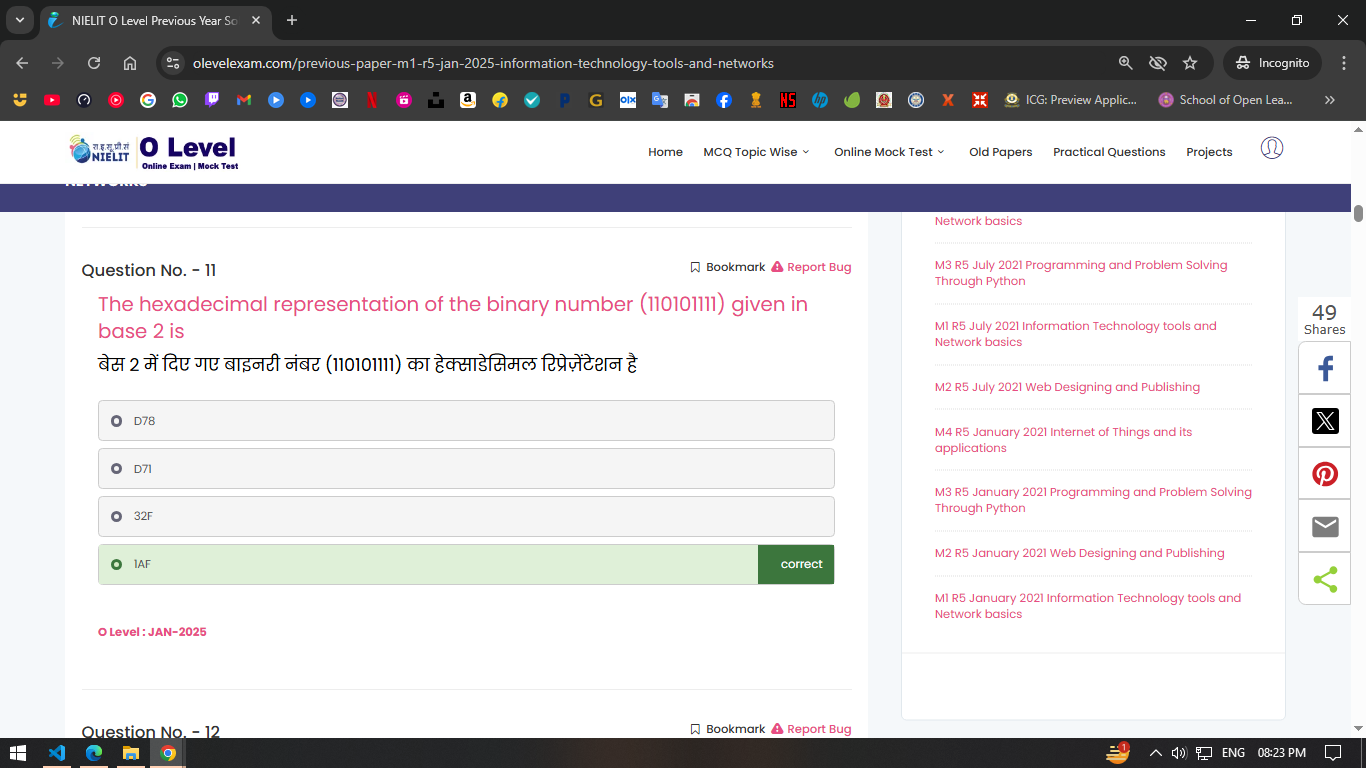 NIELIT O Level Previous Year So
olevelexam.com/previous-paper-m1-r5-jan-2025-information-technology-tools-and-networks
Incognito
ICG: Preview Applic...
School of Open Lea...
NIELIT
O Level
Online Exam | Mock Test
Home
MCQ Topic Wise
Online Mock Test
Old Papers
Practical Questions
Projects
NETWORKS
Question No. - 11
Bookmark
Report Bug
The hexadecimal representation of the binary number (110101111) given in
base 2 is
बेस 2 में दिए गए बाइनरी नंबर (110101111) का हेक्साडेसिमल रिप्रेज़ेंटेशन है
D78
D71
32F
1AF
correct
O Level : JAN-2025
Question No. - 12
Bookmark
Report Bug
Network basics
M3 R5 July 2021 Programming and Problem Solving
Through Python
M1 R5 July 2021 Information Technology tools and
Network basics
M2 R5 July 2021 Web Designing and Publishing
M4 R5 January 2021 Internet of Things and its
applications
M3 R5 January 2021 Programming and Problem Solving
Through Python
M2 R5 January 2021 Web Designing and Publishing
M1 R5 January 2021 Information Technology tools and
Network basics
49
Shares
1
ENG
08:23 PM